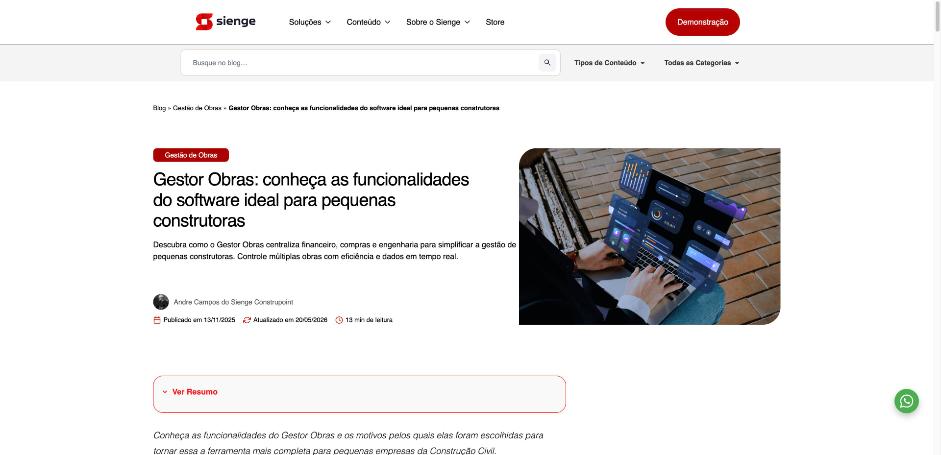 sienge
Soluções
Conteúdo
Sobre o Sienge
Store
Demonstração
Busque no blog...
Tipos de Conteúdo
Todas as Categorias
Blog » Gestão de Obras » Gestor Obras: conheça as funcionalidades do software ideal para pequenas construtoras
Gestão de Obras
Gestor Obras: conheça as funcionalidades
do software ideal para pequenas
construtoras
Descubra como o Gestor Obras centraliza financeiro, compras e engenharia para simplificar a gestão de
pequenas construtoras. Controle múltiplas obras com eficiência e dados em tempo real.
Andre Campos do Sienge Construpoint
Publicado em 13/11/2025
Atualizado em 20/05/2026
13 min de leitura
Ver Resumo
Conheça as funcionalidades do Gestor Obras e os motivos pelos quais elas foram escolhidas para
tornar essa a ferramenta mais completa para pequenas empresas da Construção Civil.